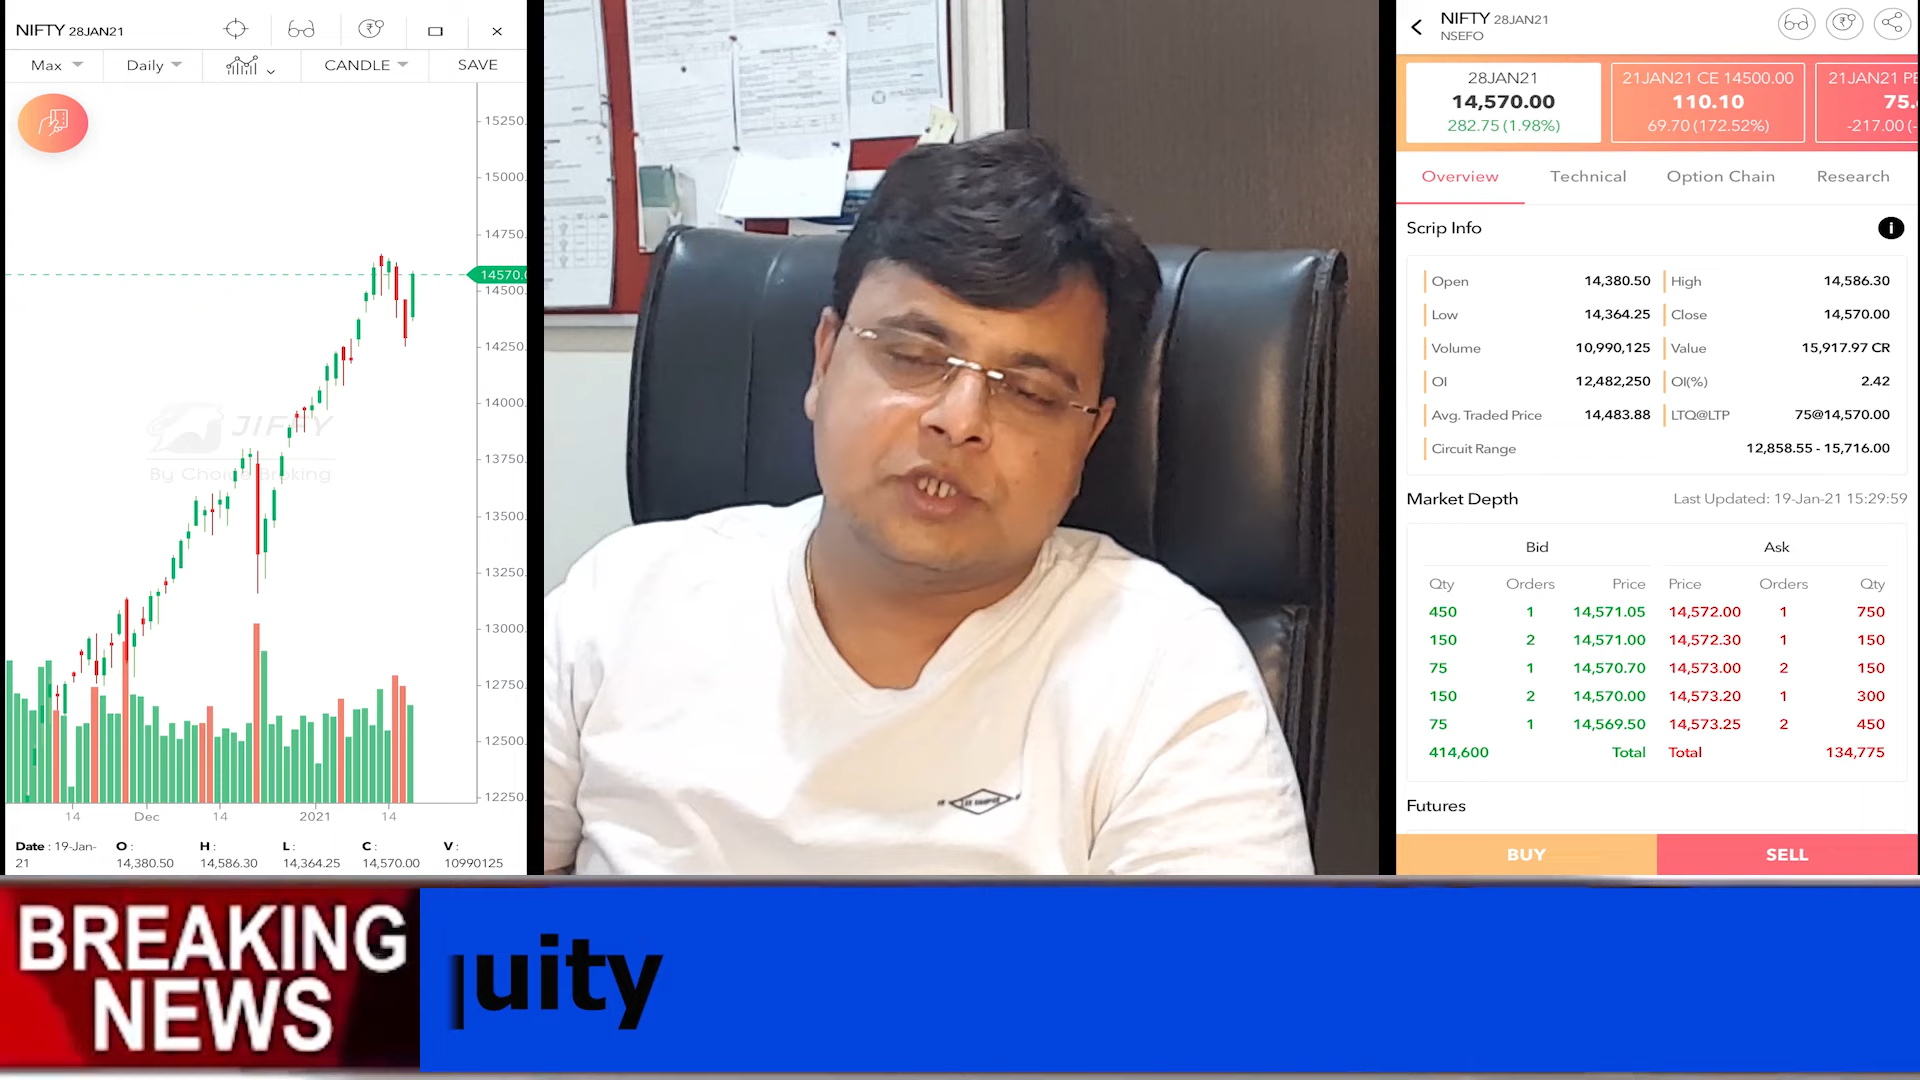 NIFTY 28JAN21
Max
Daily
CANDLE
SAVE
15250.
15000.
14750.
14570.0
14500.
14250.
14000.
13750.
13500.
13250.
13000.
12750.
12500.
12250.
JIFFY
By Choice Broking
14
Dec
14
2021
14
Date : 19-Jan-21
O : 14,380.50
H : 14,586.30
L : 14,364.25
C : 14,570.00
V : 10990125
NIFTY 28JAN21
NSEFO
28JAN21
14,570.00
282.75 (1.98%)
21JAN21 CE 14500.00
110.10
69.70 (172.52%)
21JAN21 PE
75.
-217.00 (-
Overview Technical Option Chain Research
Scrip Info
Open 14,380.50 High 14,586.30
Low 14,364.25 Close 14,570.00
Volume 10,990,125 Value 15,917.97 CR
OI 12,482,250 OI(%) 2.42
Avg. Traded Price 14,483.88 LTQ@LTP 75@14,570.00
Circuit Range 12,858.55 - 15,716.00
Market Depth Last Updated: 19-Jan-21 15:29:59
Bid Ask
Qty Orders Price Price Orders Qty
450 1 14,571.05 14,572.00 1 750
150 2 14,571.00 14,572.30 1 150
75 1 14,570.70 14,573.00 2 150
150 2 14,570.00 14,573.20 1 300
75 1 14,569.50 14,573.25 2 450
414,600 Total Total 134,775
Futures
BUY SELL
BREAKING
NEWS
uity